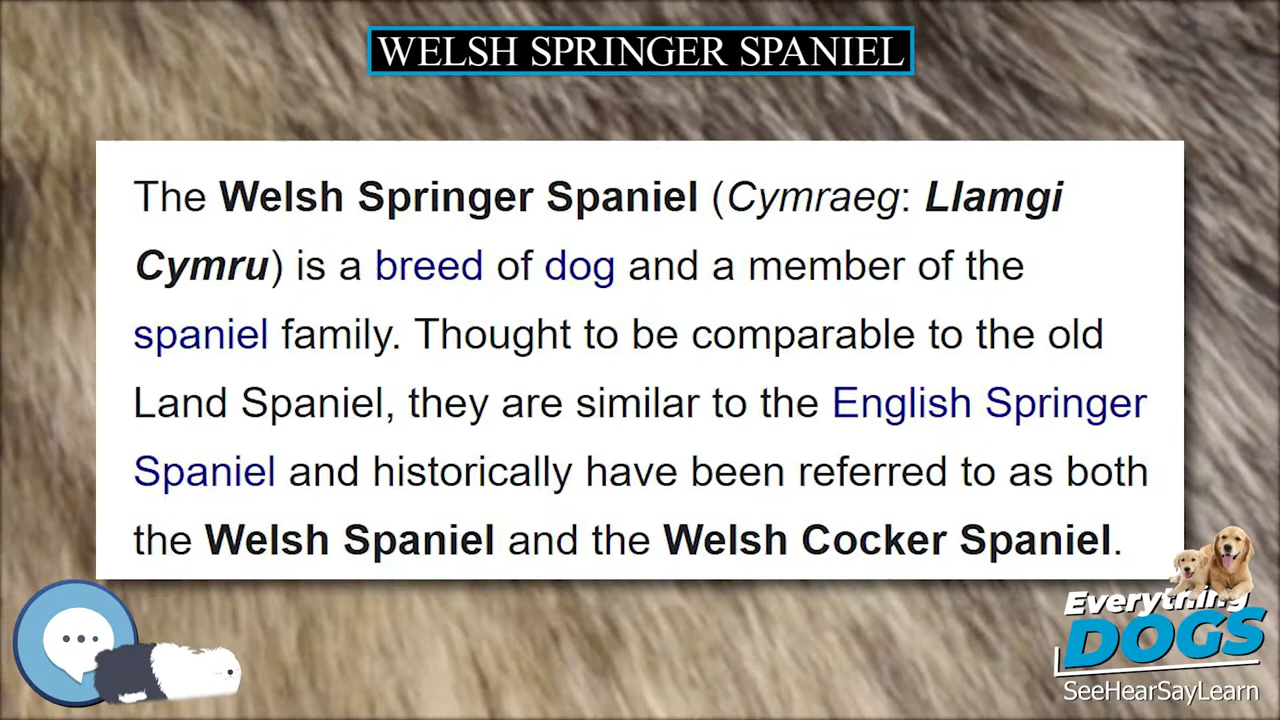 WELSH SPRINGER SPANIEL
The Welsh Springer Spaniel (Cymraeg: Llamgi
Cymru) is a breed of dog and a member of the
spaniel family. Thought to be comparable to the old
Land Spaniel, they are similar to the English Springer
Spaniel and historically have been referred to as both
the Welsh Spaniel and the Welsh Cocker Spaniel.
Everything
DOGS
SeeHearSayLearn